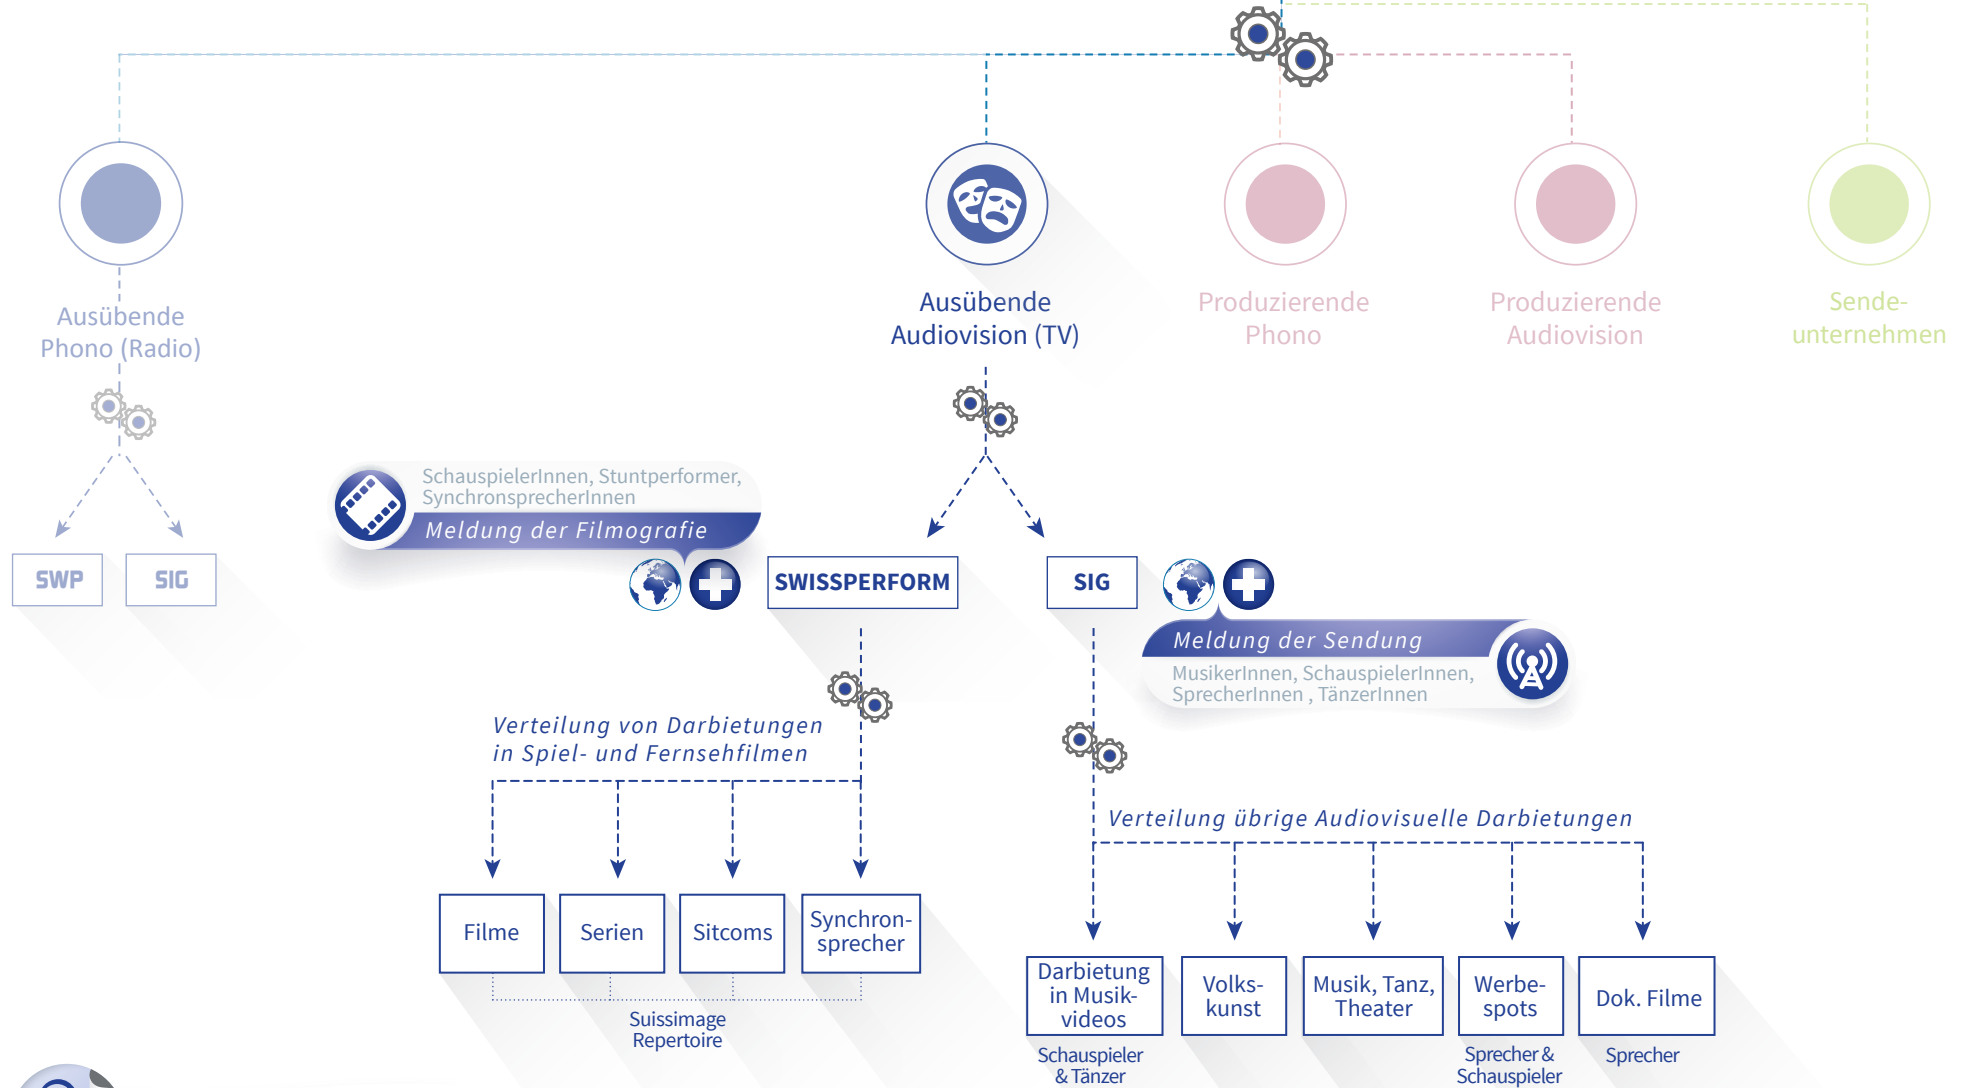 Ausübende
Phono (Radio)
Ausübende
Audiovision (TV)
Produzierende
Phono
Produzierende
Audiovision
Sende-
unternehmen
SWP
SIG
SchauspielerInnen, Stuntperformer,
SynchronsprecherInnen
Meldung der Filmografie
SWISSPERFORM
SIG
Meldung der Sendung
MusikerInnen, SchauspielerInnen,
SprecherInnen , TänzerInnen
Verteilung von Darbietungen
in Spiel- und Fernsehfilmen
Verteilung übrige Audiovisuelle Darbietungen
Filme
Serien
Sitcoms
Synchron-
sprecher
Suissimage
Repertoire
Darbietung
in Musik-
videos
Schauspieler
& Tänzer
Volks-
kunst
Musik, Tanz,
Theater
Werbe-
spots
Sprecher &
Schauspieler
Dok. Filme
Sprecher